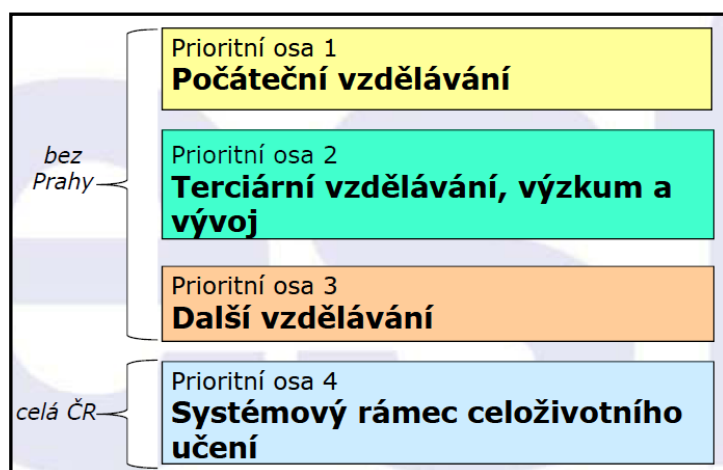 Prioritní osa 1
Počáteční vzdělávání
bez
Prahy
Prioritní osa 2
Terciární vzdělávání, výzkum a
vývoj
Prioritní osa 3
Další vzdělávání
celá ČR
Prioritní osa 4
Systémový rámec celoživotního
učení